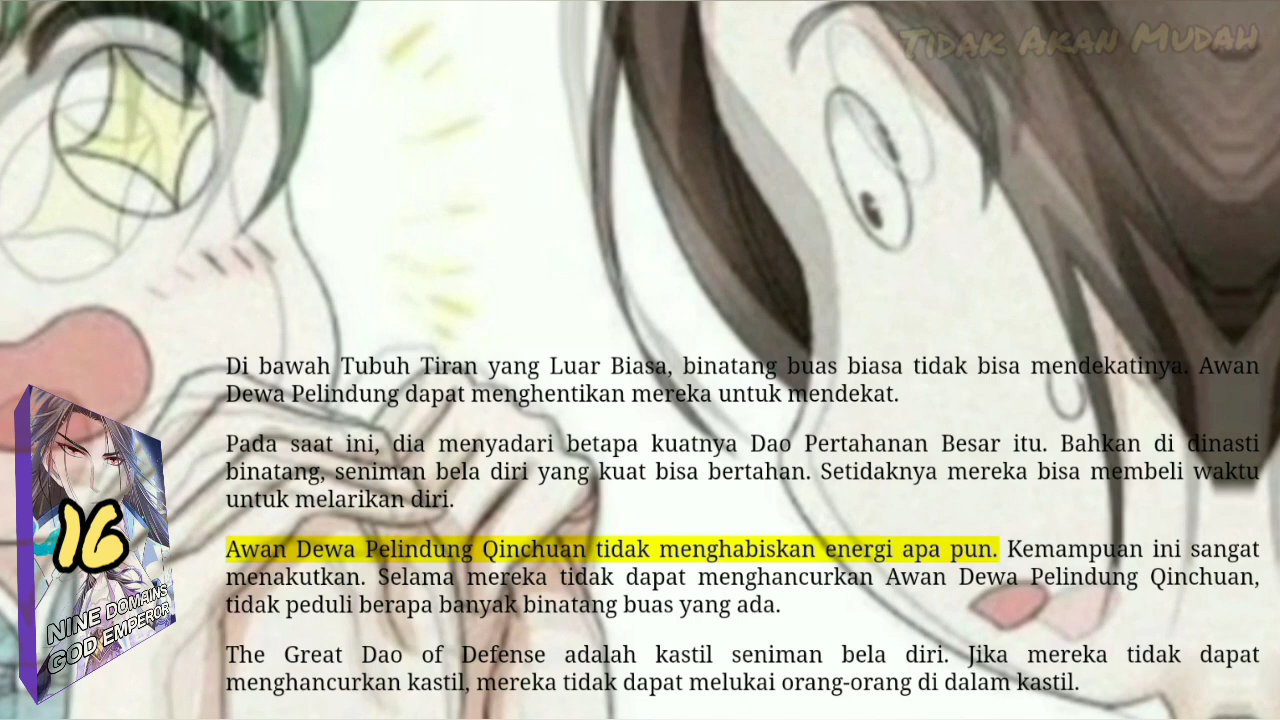 Tidak Akan Mudah
Di bawah Tubuh Tiran yang Luar Biasa, binatang buas biasa tidak bisa mendekatinya. Awan
Dewa Pelindung dapat menghentikan mereka untuk mendekat.
Pada saat ini, dia menyadari betapa kuatnya Dao Pertahanan Besar itu. Bahkan di dinasti
binatang, seniman bela diri yang kuat bisa bertahan. Setidaknya mereka bisa membeli waktu
untuk melarikan diri.
Awan Dewa Pelindung Qinchuan tidak menghabiskan energi apa pun. Kemampuan ini sangat
menakutkan. Selama mereka tidak dapat menghancurkan Awan Dewa Pelindung Qinchuan,
tidak peduli berapa banyak binatang buas yang ada.
The Great Dao of Defense adalah kastil seniman bela diri. Jika mereka tidak dapat
menghancurkan kastil, mereka tidak dapat melukai orang-orang di dalam kastil.
16
NINE DOMAINS
GOD EMPEROR